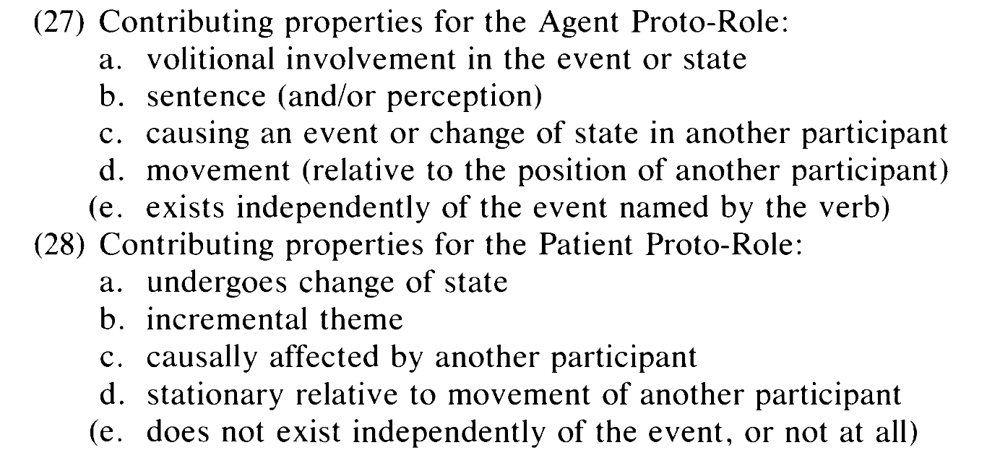 (27) Contributing properties for the Agent Proto-Role:
a. volitional involvement in the event or state
b. sentence (and/or perception)
c. causing an event or change of state in another participant
d. movement (relative to the position of another participant)
(e. exists independently of the event named by the verb)
(28) Contributing properties for the Patient Proto-Role:
a. undergoes change of state
b. incremental theme
c. causally affected by another participant
d. stationary relative to movement of another participant
(e. does not exist independently of the event, or not at all)